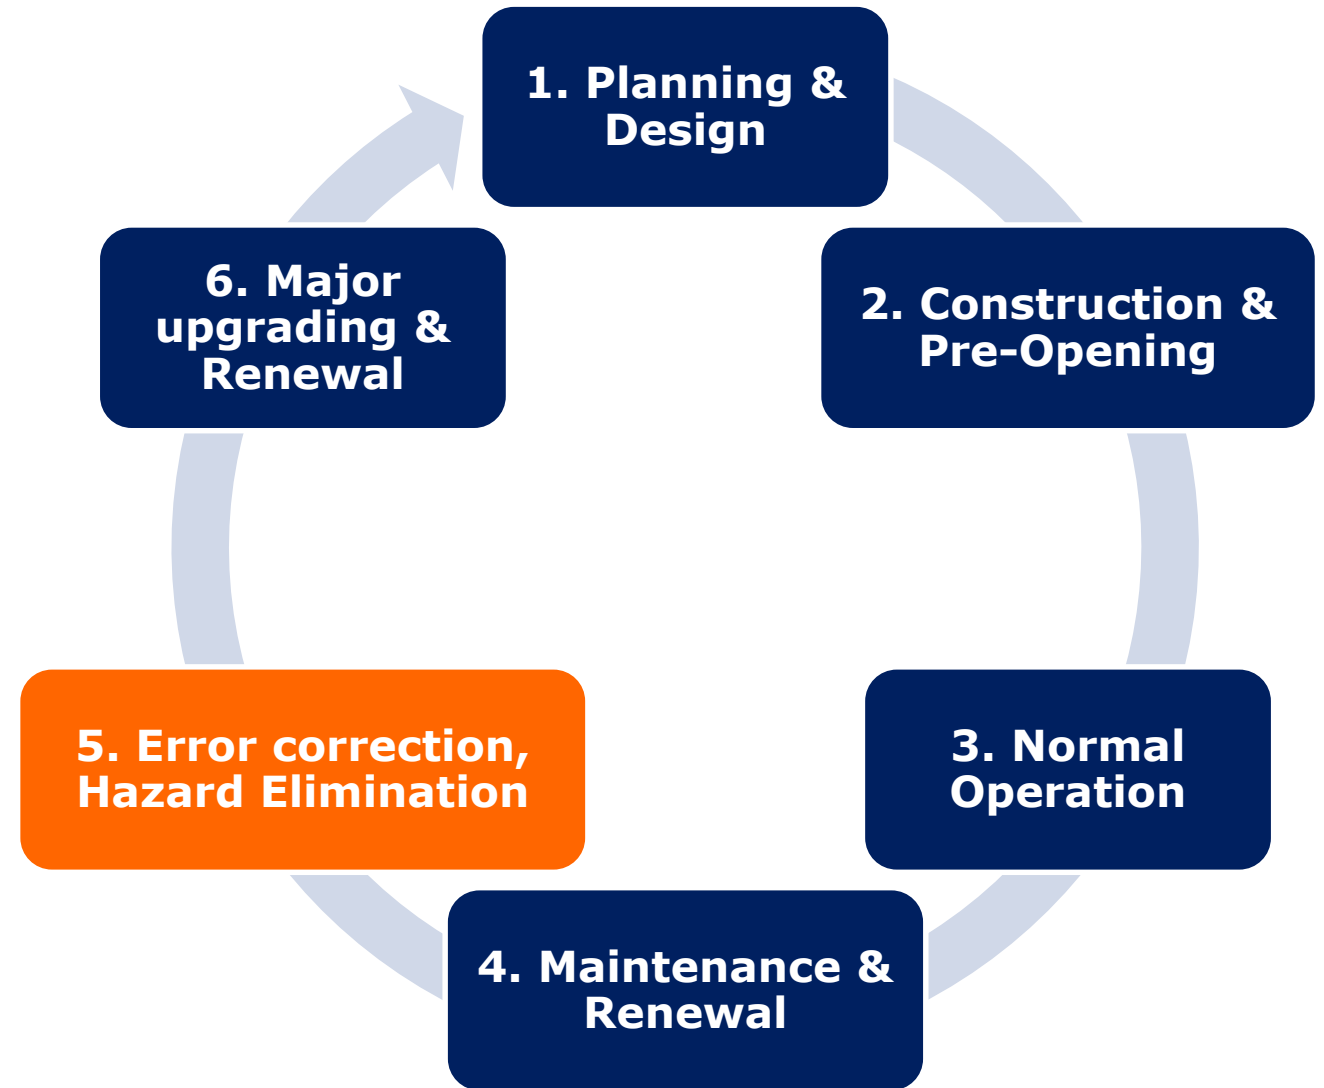 1. Planning &
Design
2. Construction &
Pre-Opening
3. Normal
Operation
4. Maintenance &
Renewal
5. Error correction,
Hazard Elimination
6. Major
upgrading &
Renewal